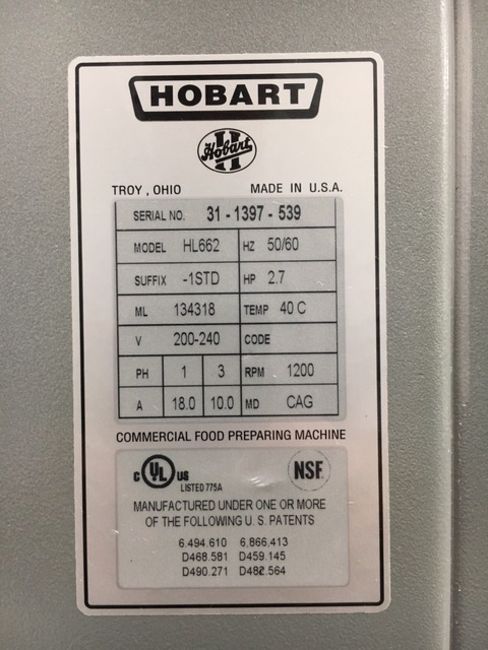 HOBART
Hobart
H
TROY, OHIO MADE IN U.S.A.
SERIAL NO. 31-1397-539
MODEL HL662 HZ 50/60
SUFFIX -1STD HP 2.7
ML 134318 TEMP 40 C
V 200-240 CODE
PH 1 3 RPM 1200
A 18.0 10.0 MD CAG
COMMERCIAL FOOD PREPARING MACHINE
C UL US NSF
LISTED 775A
MANUFACTURED UNDER ONE OR MORE
OF THE FOLLOWING U.S. PATENTS
6,494,610 6,866,413
D468.581 D459.145
D490.271 D482.564